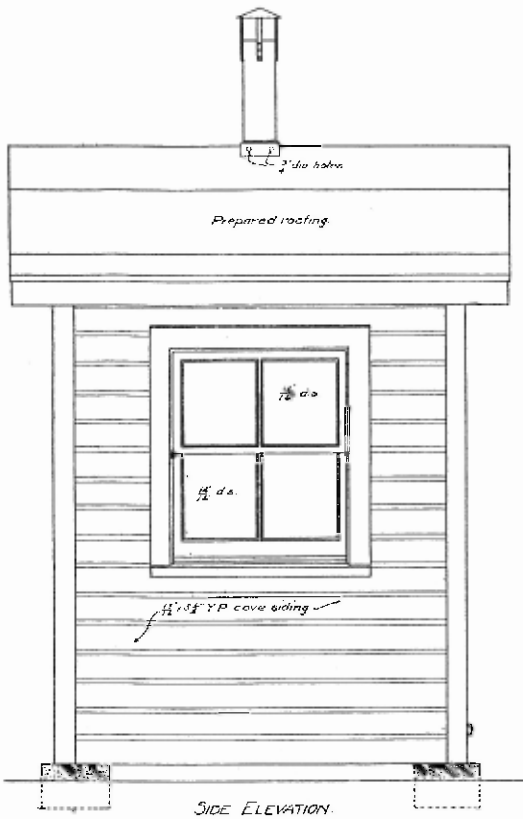 3/4" dia holes
Prepared roofing.
d.s.
d.s.
YP cove siding
SIDE ELEVATION.